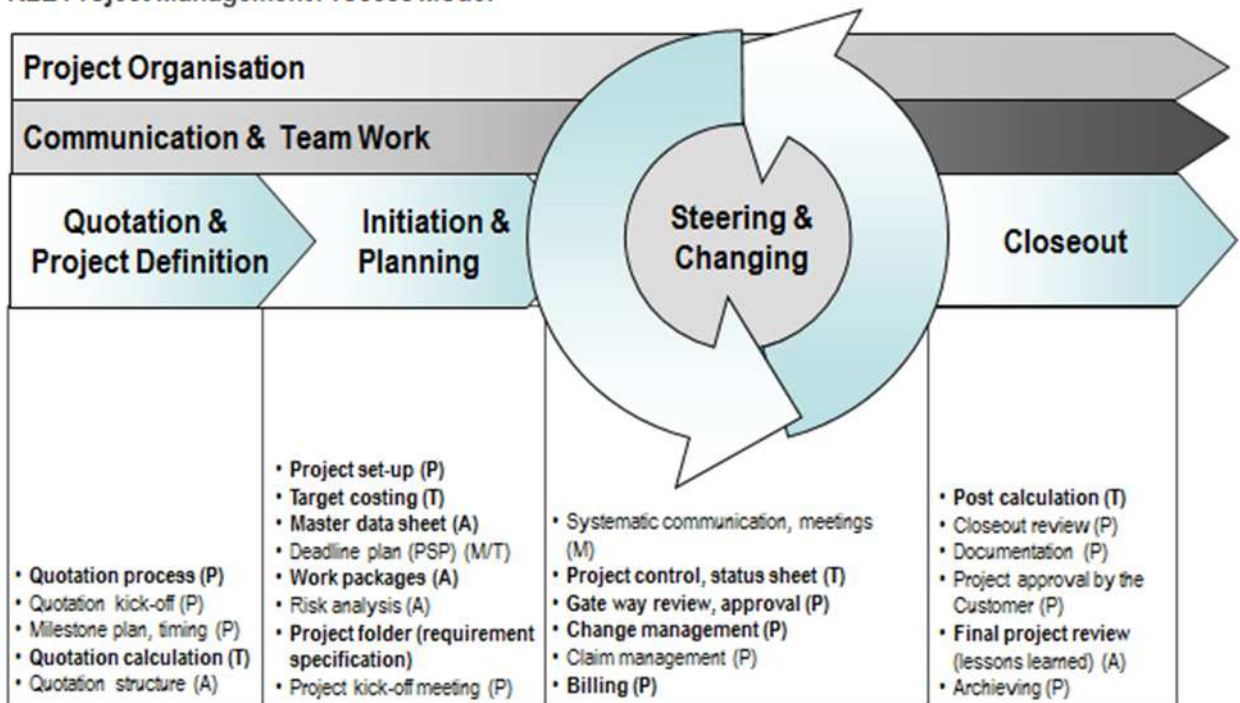 Project Organisation
Communication & Team Work
Quotation &
Project Definition
Initiation &
Planning
Steering &
Changing
Closeout
• Quotation process (P)
• Quotation kick-off (P)
• Milestone plan, timing (P)
• Quotation calculation (T)
• Quotation structure (A)
• Project set-up (P)
• Target costing (T)
• Master data sheet (A)
• Deadline plan (PSP) (M/T)
• Work packages (A)
• Risk analysis (A)
• Project folder (requirement
specification)
• Project kick-off meeting (P)
• Systematic communication, meetings
(M)
• Project control, status sheet (T)
• Gate way review, approval (P)
• Change management (P)
• Claim management (P)
• Billing (P)
• Post calculation (T)
• Closeout review (P)
• Documentation (P)
• Project approval by the
Customer (P)
• Final project review
(lessons learned) (A)
• Archieving (P)